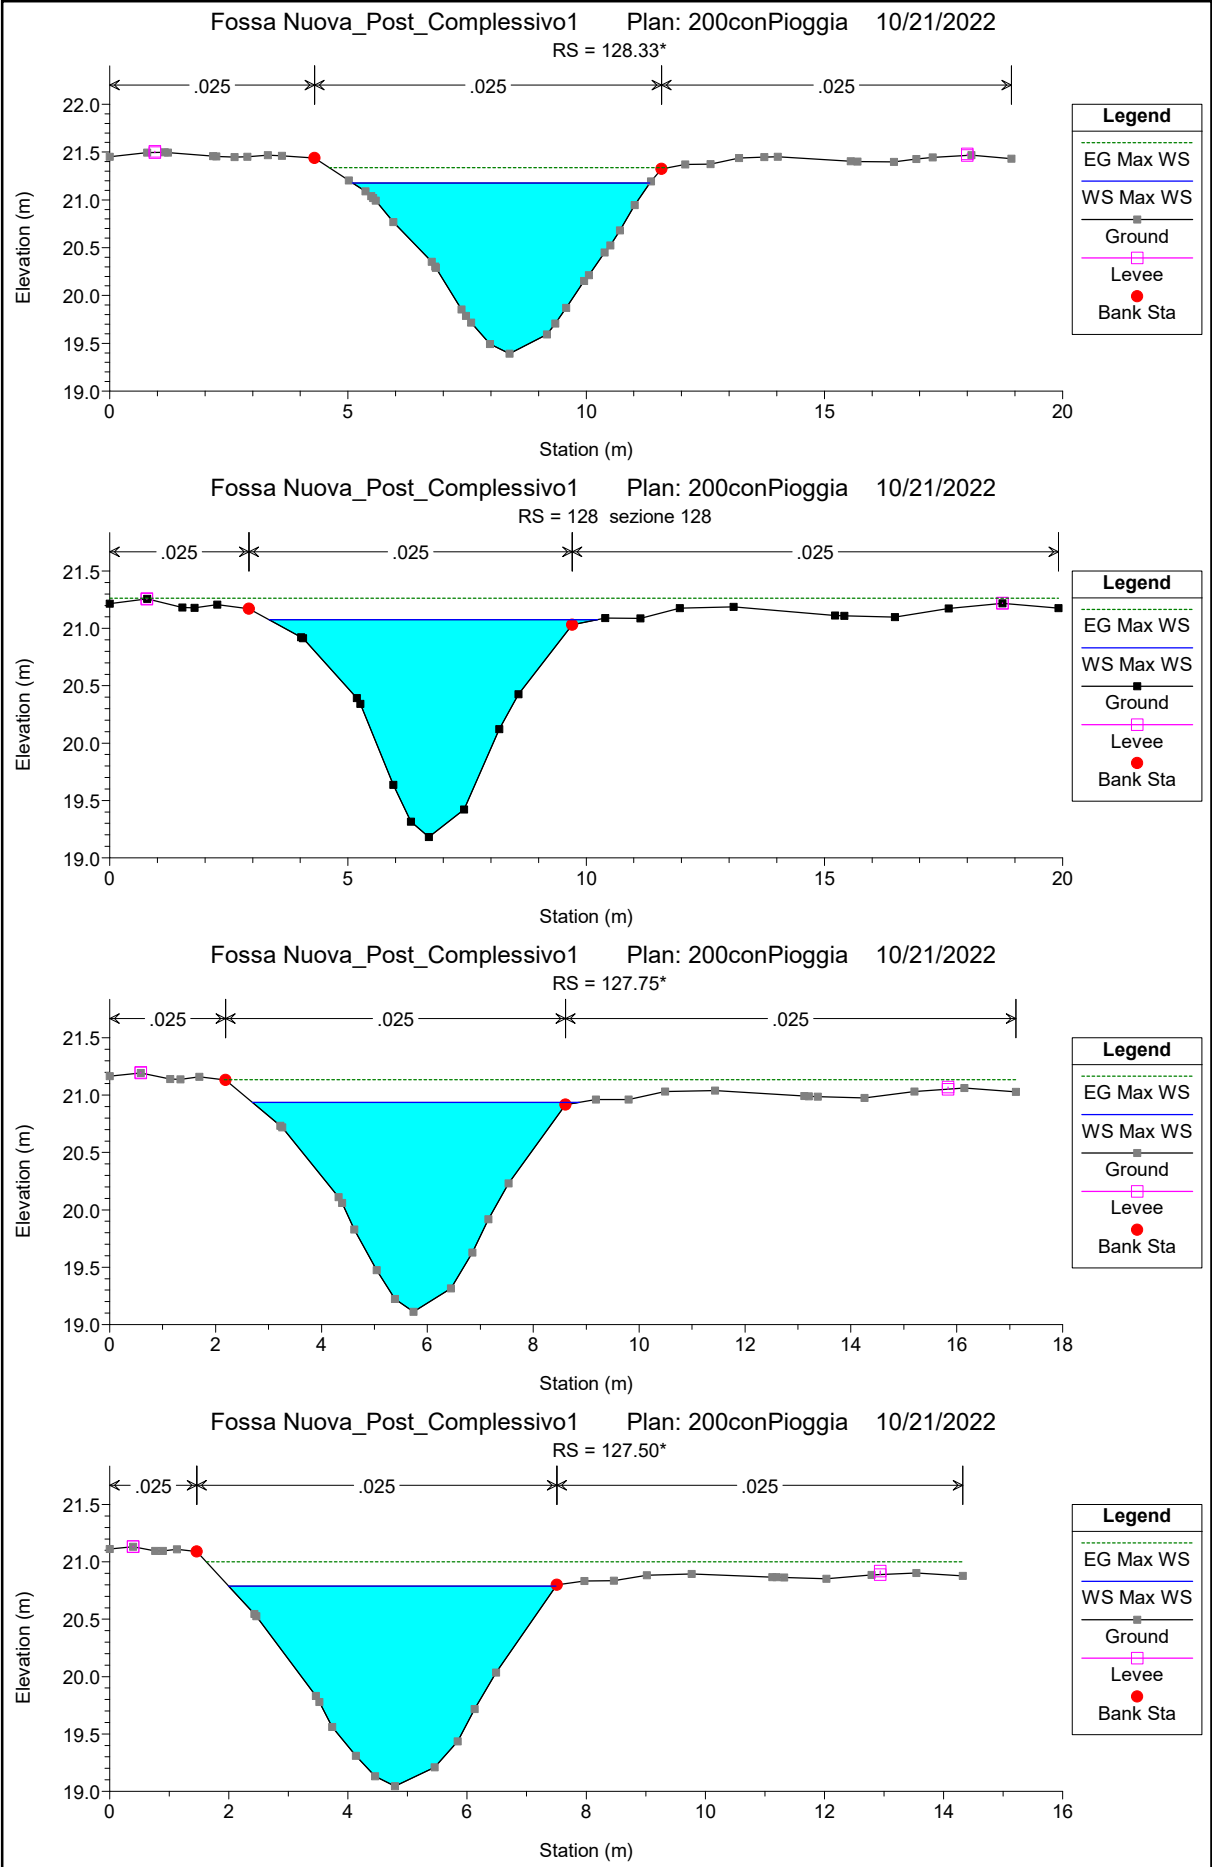 Fossa Nuova_Post_Complessivo1 Plan: 200conPioggia 10/21/2022
RS = 128.33*
.025 .025 .025
22.0
21.5
21.0
20.5
20.0
19.5
19.0
Elevation (m)
0 5 10 15 20
Station (m)
Legend
EG Max WS
WS Max WS
Ground
Levee
Bank Sta
Fossa Nuova_Post_Complessivo1 Plan: 200conPioggia 10/21/2022
RS = 128 sezione 128
.025 .025 .025
21.5
21.0
20.5
20.0
19.5
19.0
Elevation (m)
0 5 10 15 20
Station (m)
Legend
EG Max WS
WS Max WS
Ground
Levee
Bank Sta
Fossa Nuova_Post_Complessivo1 Plan: 200conPioggia 10/21/2022
RS = 127.75*
.025 .025 .025
21.5
21.0
20.5
20.0
19.5
19.0
Elevation (m)
0 2 4 6 8 10 12 14 16 18
Station (m)
Legend
EG Max WS
WS Max WS
Ground
Levee
Bank Sta
Fossa Nuova_Post_Complessivo1 Plan: 200conPioggia 10/21/2022
RS = 127.50*
.025 .025 .025
21.5
21.0
20.5
20.0
19.5
19.0
Elevation (m)
0 2 4 6 8 10 12 14 16
Station (m)
Legend
EG Max WS
WS Max WS
Ground
Levee
Bank Sta